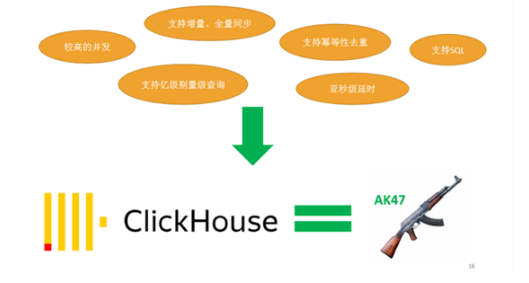 支持增量、全量同步
较高的并发
支持幂等性去重
支持SQL
支持亿级别量级查询
亚秒级延时
ClickHouse
AK47
16